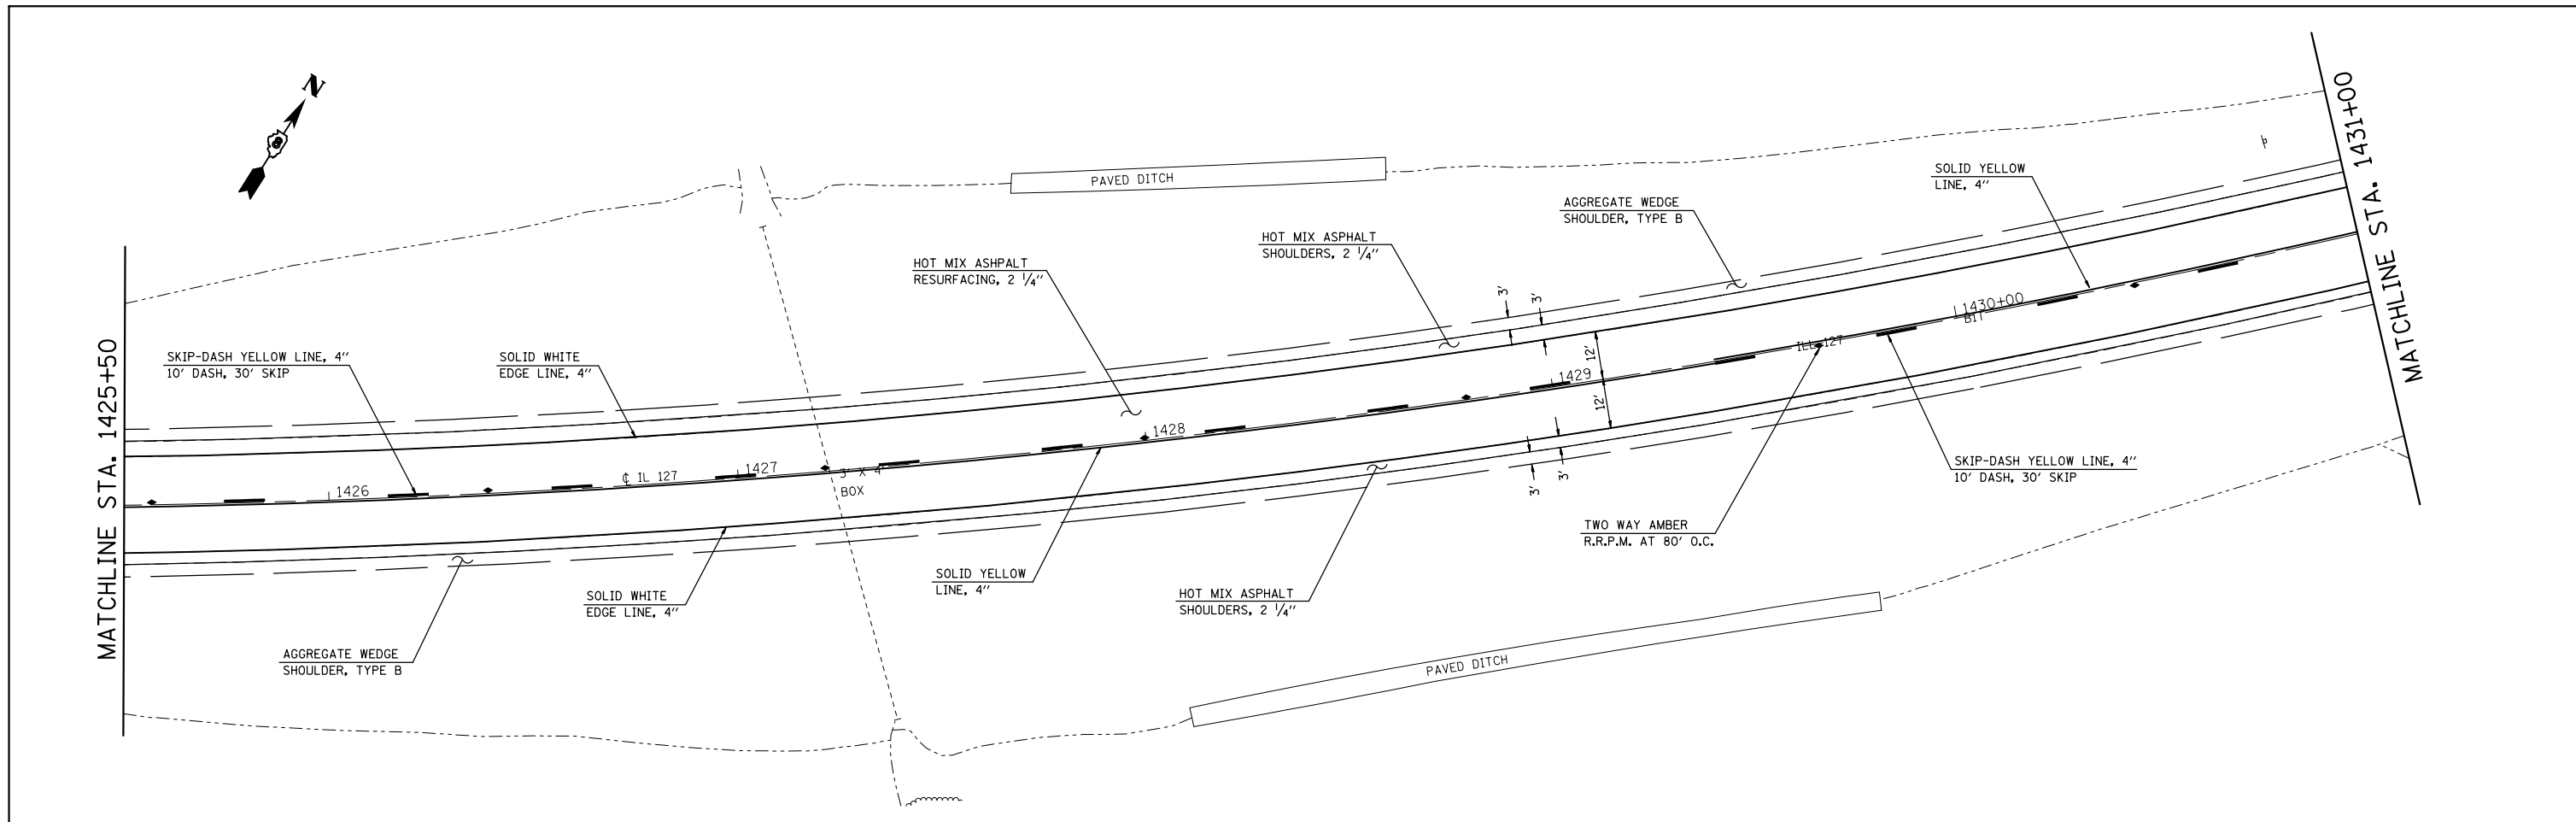 N
MATCHLINE STA. 1431+00
PAVED DITCH
SOLID YELLOW
LINE, 4"
AGGREGATE WEDGE
SHOULDER, TYPE B
HOT MIX ASPHALT
SHOULDERS, 2 1/4"
HOT MIX ASHPALT
RESURFACING, 2 1/4"
3'
3'
MATCHLINE STA. 1425+50
SKIP-DASH YELLOW LINE, 4"
10' DASH, 30' SKIP
SOLID WHITE
EDGE LINE, 4"
1430+00
BIT
ILL 127
12'
12'
1429
1428
1427
3' X 4'
BOX
℄ IL 127
1426
3'
3'
SKIP-DASH YELLOW LINE, 4"
10' DASH, 30' SKIP
TWO WAY AMBER
R.R.P.M. AT 80' O.C.
SOLID YELLOW
LINE, 4"
SOLID WHITE
EDGE LINE, 4"
HOT MIX ASPHALT
SHOULDERS, 2 1/4"
AGGREGATE WEDGE
SHOULDER, TYPE B
PAVED DITCH